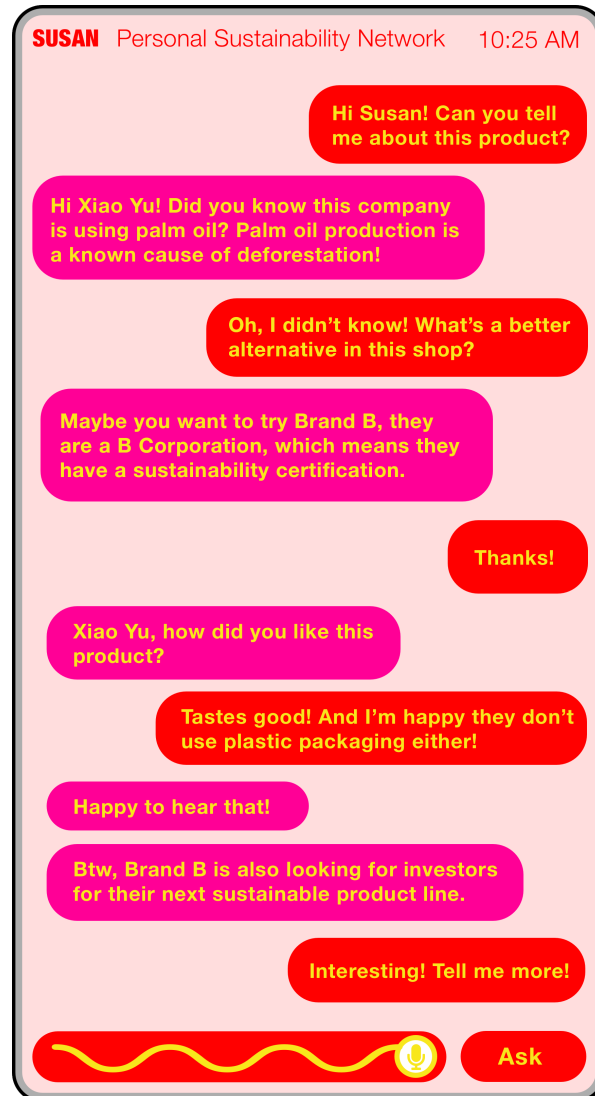 SUSAN Personal Sustainability Network 10:25 AM
Hi Susan! Can you tell
me about this product?
Hi Xiao Yu! Did you know this company
is using palm oil? Palm oil production is
a known cause of deforestation!
Oh, I didn’t know! What’s a better
alternative in this shop?
Maybe you want to try Brand B, they
are a B Corporation, which means they
have a sustainability certification.
Thanks!
Xiao Yu, how did you like this
product?
Tastes good! And I’m happy they don’t
use plastic packaging either!
Happy to hear that!
Btw, Brand B is also looking for investors
for their next sustainable product line.
Interesting! Tell me more!
Ask